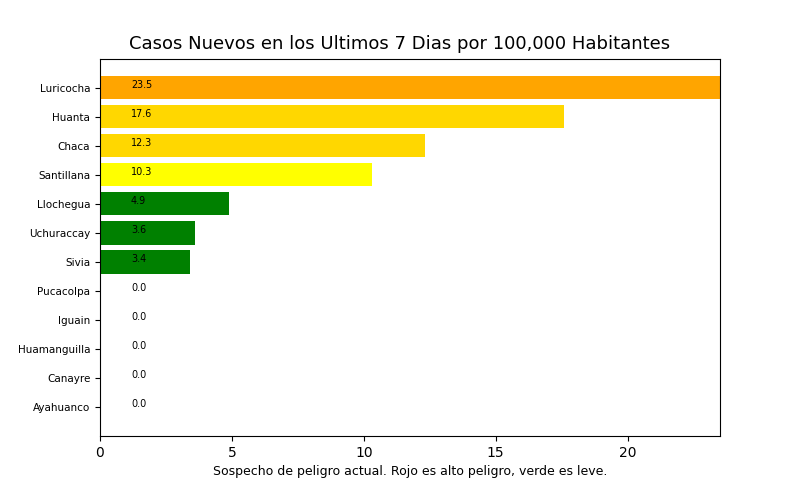 Casos Nuevos en los Ultimos 7 Dias por 100,000 Habitantes
Luricocha 23.5
Huanta 17.6
Chaca 12.3
Santillana 10.3
Llochegua 4.9
Uchuraccay 3.6
Sivia 3.4
Pucacolpa 0.0
Iguain 0.0
Huamanguilla 0.0
Canayre 0.0
Ayahuanco 0.0
0 5 10 15 20
Sospecho de peligro actual. Rojo es alto peligro, verde es leve.